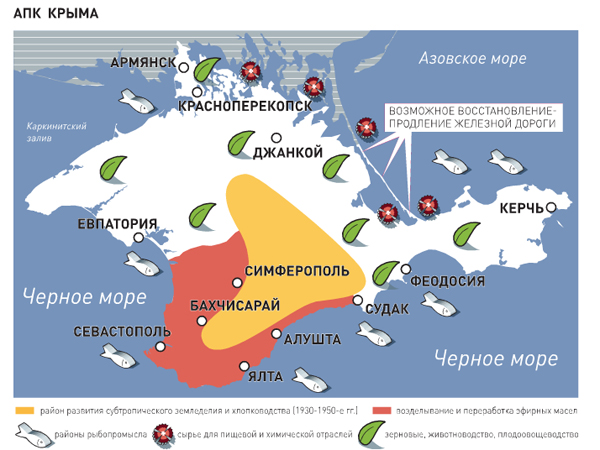 АПК КРЫМА
Азовское море
АРМЯНСК
КРАСНОПЕРЕКОПСК
ВОЗМОЖНОЕ ВОССТАНОВЛЕНИЕ-
ПРОДЛЕНИЕ ЖЕЛЕЗНОЙ ДОРОГИ
Каркинитский
залив
ДЖАНКОЙ
КЕРЧЬ
ЕВПАТОРИЯ
СИМФЕРОПОЛЬ
ФЕОДОСИЯ
Черное море
БАХЧИСАРАЙ
СУДАК
СЕВАСТОПОЛЬ
АЛУШТА
Черное море
ЯЛТА
район развития субтропического земледелия и хлопководства (1930-1950-е гг.)
возделывание и переработка эфирных масел
районы рыбопромысла
сырье для пищевой и химической отраслей
зерновые, животноводство, плодоовощеводство